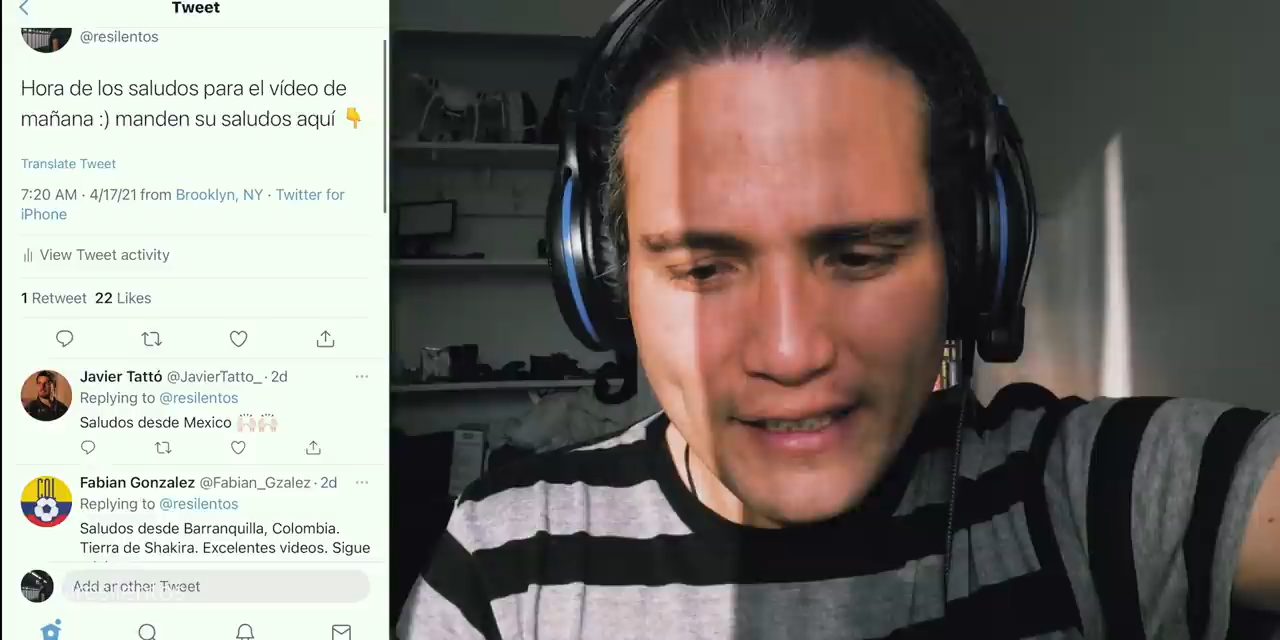 Tweet
@resilentos
Hora de los saludos para el vídeo de
mañana :) manden su saludos aquí 👇
Translate Tweet
7:20 AM · 4/17/21 from Brooklyn, NY · Twitter for
iPhone
View Tweet activity
1 Retweet 22 Likes
Javier Tattó @JavierTatto_ · 2d
Replying to @resilentos
Saludos desde Mexico 🙌🏻🙌🏻
Fabian Gonzalez @Fabian_Gzalez · 2d
Replying to @resilentos
COL
Saludos desde Barranquilla, Colombia.
Tierra de Shakira. Excelentes videos. Sigue
Add another Tweet